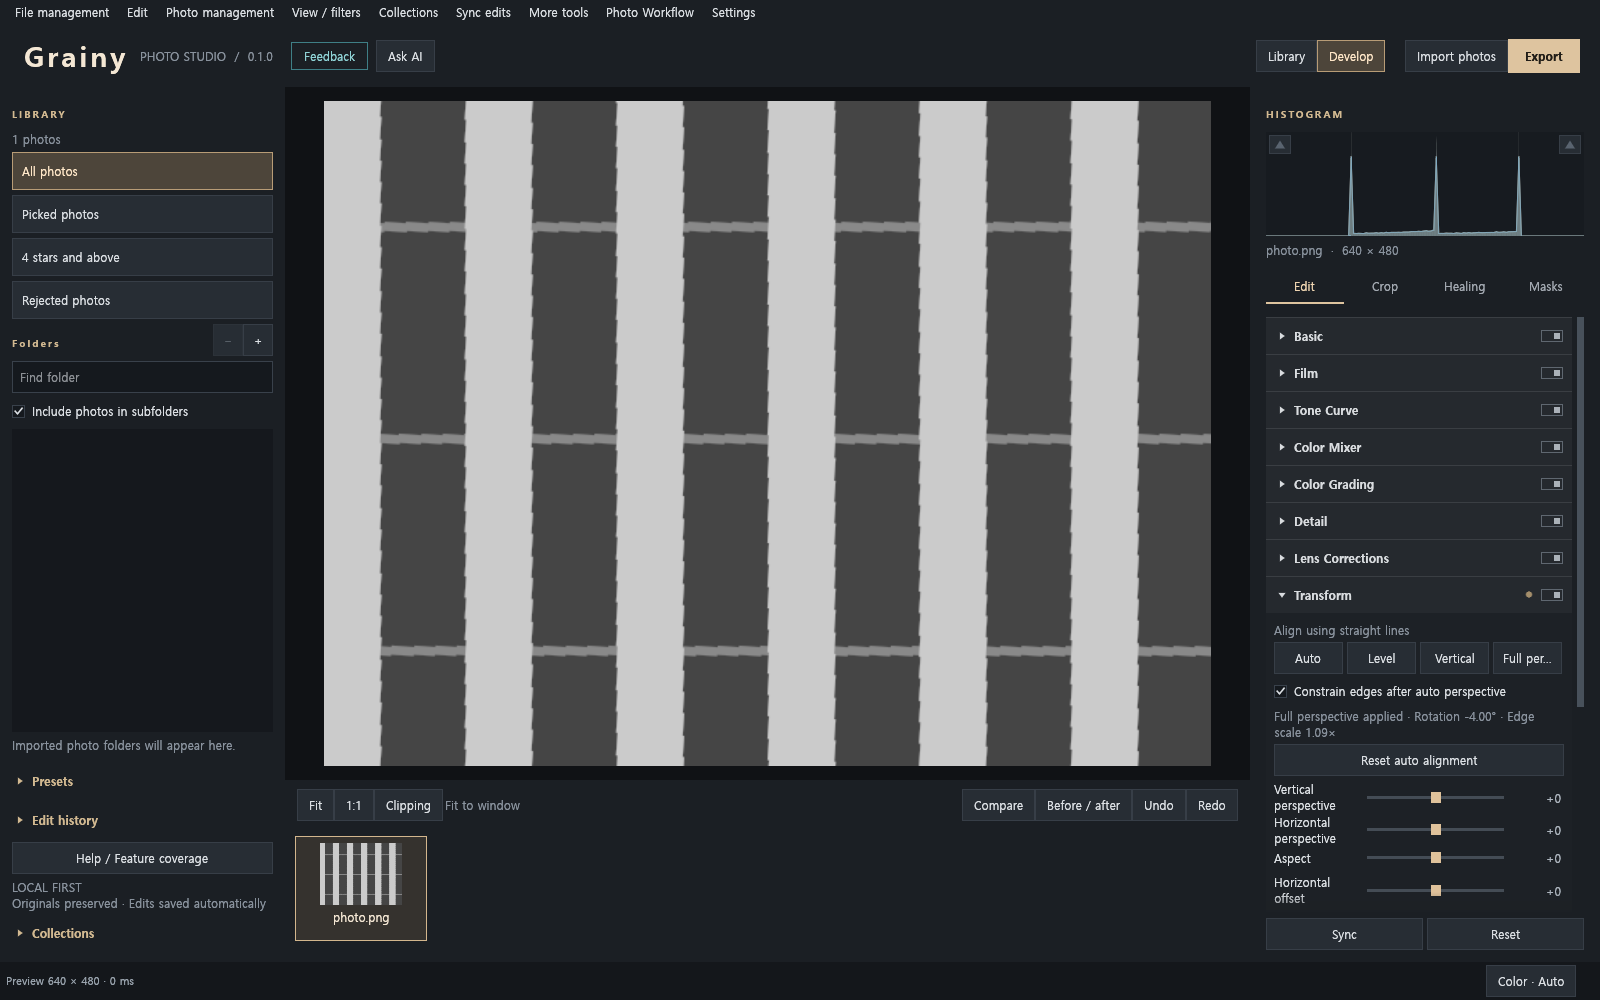 File management Edit Photo management View / filters Collections Sync edits More tools Photo Workflow Settings
Grainy PHOTO STUDIO / 0.1.0 Feedback Ask AI Library Develop Import photos Export
LIBRARY
1 photos
All photos
Picked photos
4 stars and above
Rejected photos
Folders − +
Find folder
Include photos in subfolders
Imported photo folders will appear here.
Presets
Edit history
Help / Feature coverage
LOCAL FIRST
Originals preserved · Edits saved automatically
Collections
Fit 1:1 Clipping Fit to window Compare Before / after Undo Redo
photo.png
HISTOGRAM
photo.png · 640 × 480
Edit Crop Healing Masks
Basic
Film
Tone Curve
Color Mixer
Color Grading
Detail
Lens Corrections
Transform
Align using straight lines
Auto Level Vertical Full per...
Constrain edges after auto perspective
Full perspective applied · Rotation -4.00° · Edge
scale 1.09×
Reset auto alignment
Vertical
perspective +0
Horizontal
perspective +0
Aspect +0
Horizontal
offset +0
Sync Reset
Preview 640 × 480 · 0 ms Color · Auto